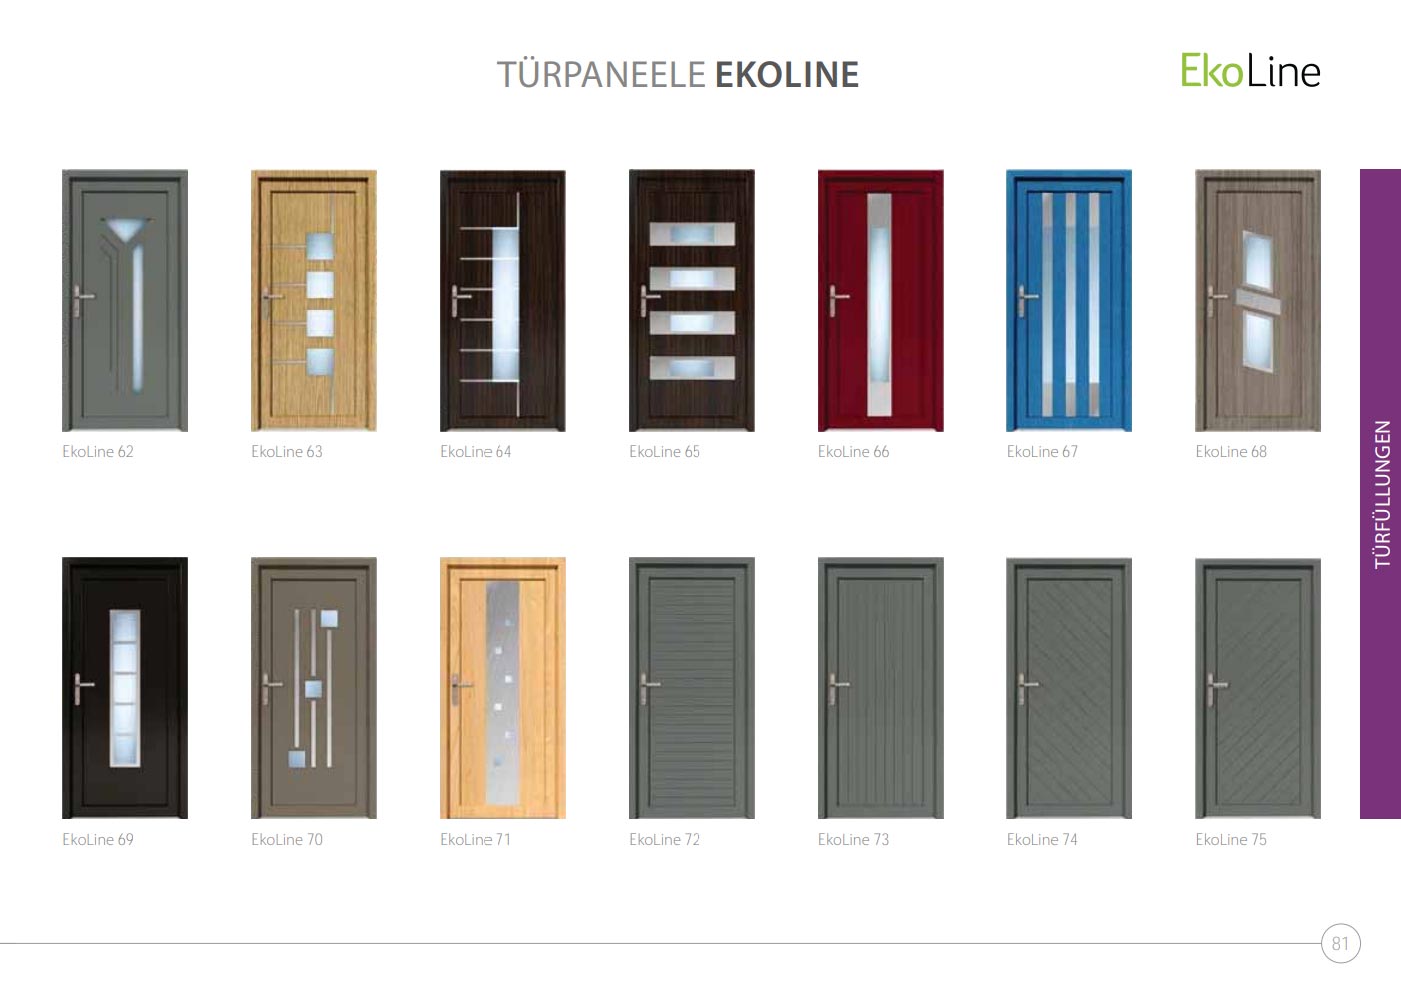 TÜRPANEELE EKOLINE
EkoLine
EkoLine 62
EkoLine 63
EkoLine 64
EkoLine 65
EkoLine 66
EkoLine 67
EkoLine 68
TÜRFÜLLUNGEN
EkoLine 69
EkoLine 70
EkoLine 71
EkoLine 72
EkoLine 73
EkoLine 74
EkoLine 75
81